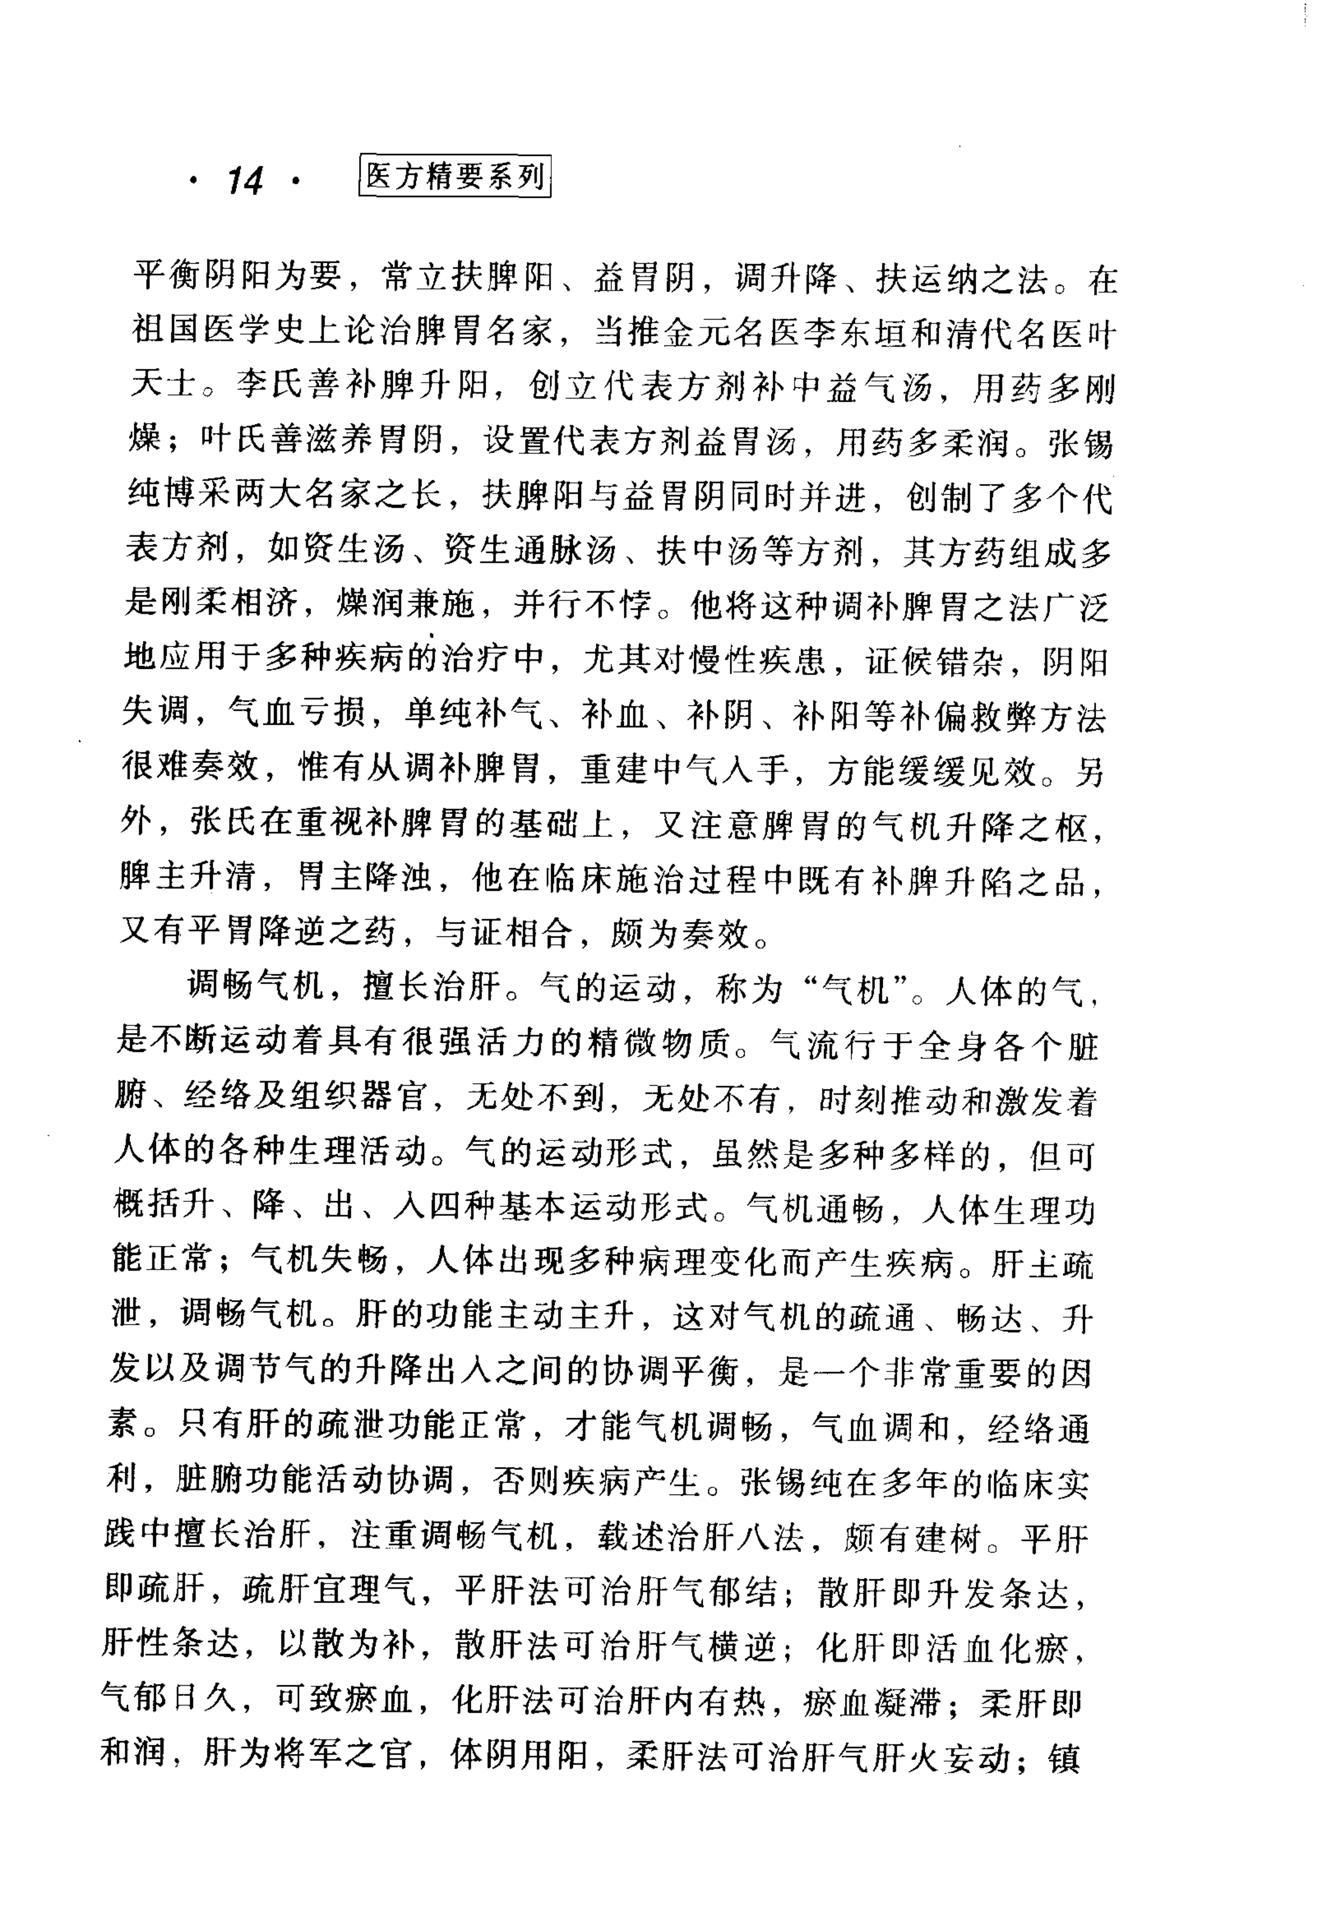 · 14 · 医方精要系列
平衡阴阳为要，常立扶脾阳、益胃阴，调升降、扶运纳之法。在
祖国医学史上论治脾胃名家，当推金元名医李东垣和清代名医叶
天士。李氏善补脾升阳，创立代表方剂补中益气汤，用药多刚
燥；叶氏善滋养胃阴，设置代表方剂益胃汤，用药多柔润。张锡
纯博采两大名家之长，扶脾阳与益胃阴同时并进，创制了多个代
表方剂，如资生汤、资生通脉汤、扶中汤等方剂，其方药组成多
是刚柔相济，燥润兼施，并行不悖。他将这种调补脾胃之法广泛
地应用于多种疾病的治疗中，尤其对慢性疾患，证候错杂，阴阳
失调，气血亏损，单纯补气、补血、补阴、补阳等补偏救弊方法
很难奏效，惟有从调补脾胃，重建中气入手，方能缓缓见效。另
外，张氏在重视补脾胃的基础上，又注意脾胃的气机升降之枢，
脾主升清，胃主降浊，他在临床施治过程中既有补脾升陷之品，
又有平胃降逆之药，与证相合，颇为奏效。
调畅气机，擅长治肝。气的运动，称为“气机”。人体的气，
是不断运动着具有很强活力的精微物质。气流行于全身各个脏
腑、经络及组织器官，无处不到，无处不有，时刻推动和激发着
人体的各种生理活动。气的运动形式，虽然是多种多样的，但可
概括升、降、出、入四种基本运动形式。气机通畅，人体生理功
能正常；气机失畅，人体出现多种病理变化而产生疾病。肝主疏
泄，调畅气机。肝的功能主动主升，这对气机的疏通、畅达、升
发以及调节气的升降出入之间的协调平衡，是一个非常重要的因
素。只有肝的疏泄功能正常，才能气机调畅，气血调和，经络通
利，脏腑功能活动协调，否则疾病产生。张锡纯在多年的临床实
践中擅长治肝，注重调畅气机，载述治肝八法，颇有建树。平肝
即疏肝，疏肝宜理气，平肝法可治肝气郁结；散肝即升发条达，
肝性条达，以散为补，散肝法可治肝气横逆；化肝即活血化瘀，
气郁日久，可致瘀血，化肝法可治肝内有热，瘀血凝滞；柔肝即
和润，肝为将军之官，体阴用阳，柔肝法可治肝气肝火妄动；镇